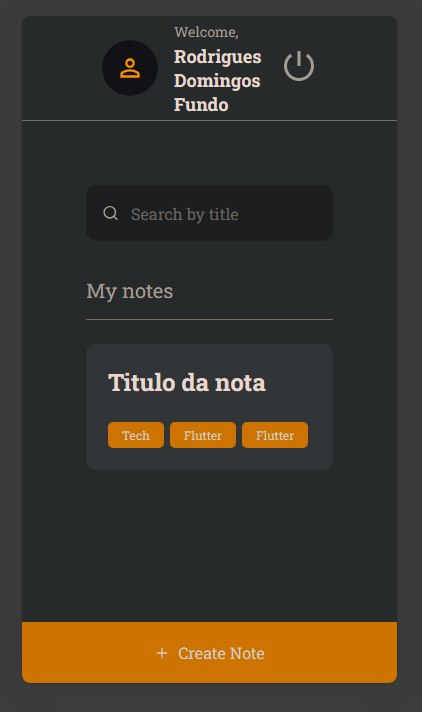 Welcome,
Rodrigues
Domingos
Fundo
Search by title
My notes
Titulo da nota
Tech Flutter Flutter
+ Create Note